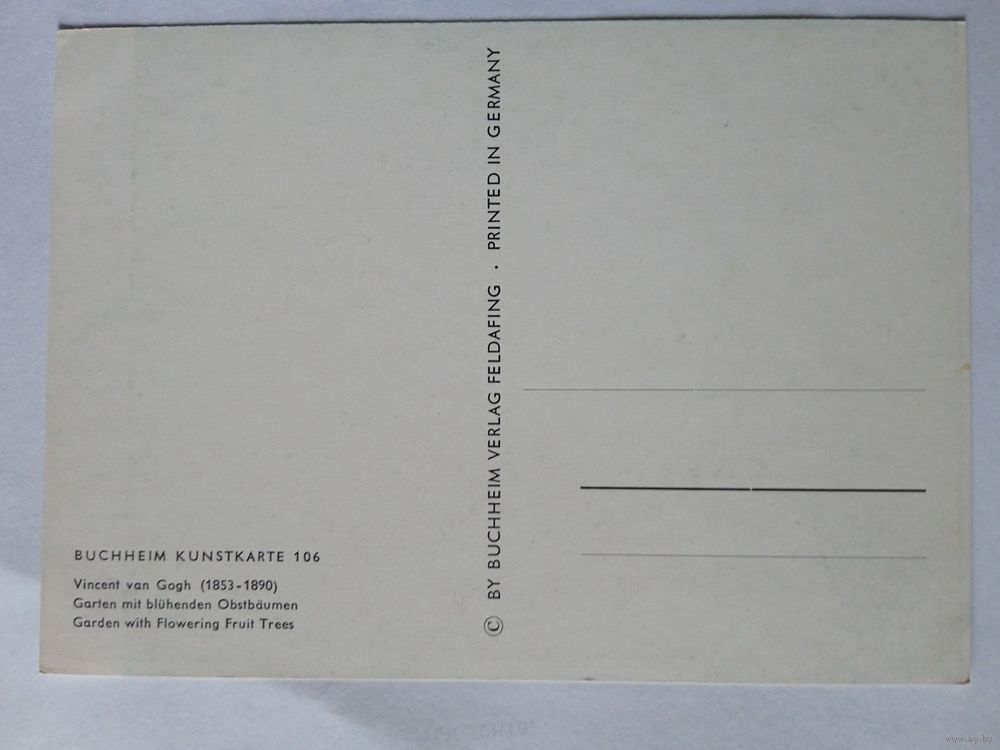 BUCHHEIM KUNSTKARTE 106
Vincent van Gogh (1853-1890)
Garten mit blühenden Obstbäumen
Garden with Flowering Fruit Trees
© BY BUCHHEIM VERLAG FELDAFING · PRINTED IN GERMANY
www.ay.by